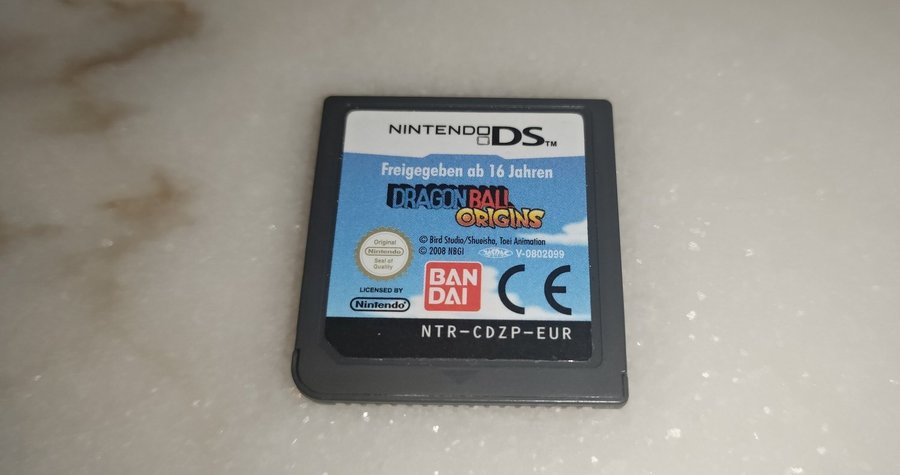 NINTENDO DS TM
Freigegeben ab 16 Jahren
DRAGON BALL
ORIGINS
© Bird Studio/Shueisha, Toei Animation
© 2008 NBGI
V-0802099
Original
Nintendo
Seal of
Quality
LICENSED BY
Nintendo
BAN
DAI
CE
NTR-CDZP-EUR